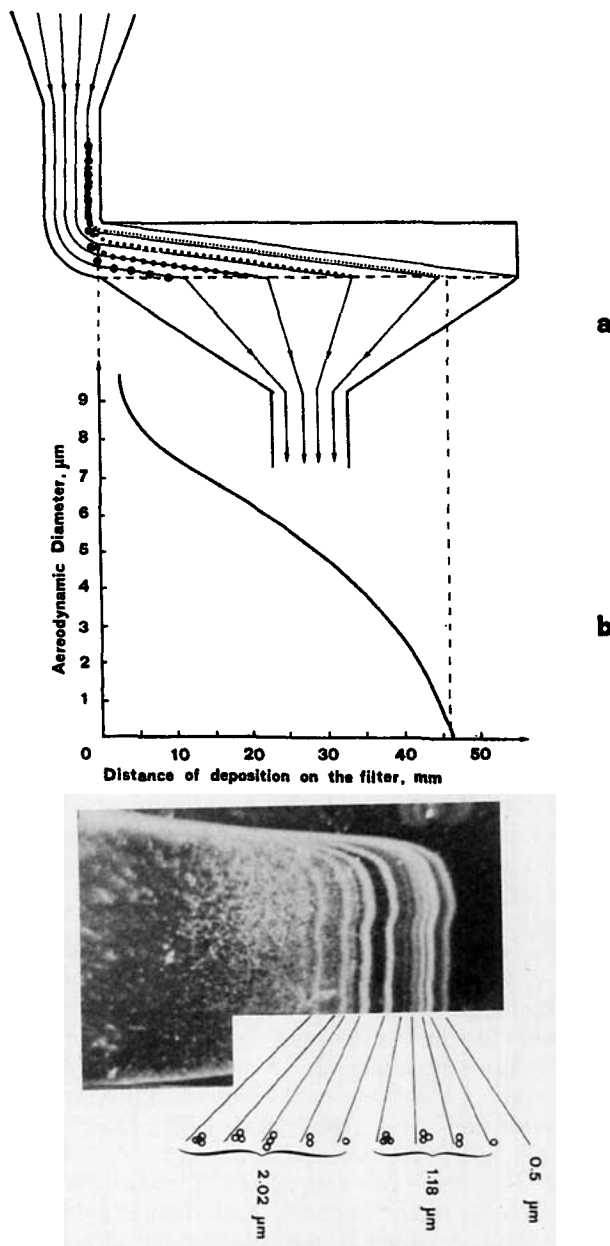 a
Aereodynamic Diameter, µm
9
8
7
6
5
4
3
2
1
b
0 10 20 30 40 50
Distance of deposition on the filter, mm
2.02 µm
1.18 µm
0.5 µm